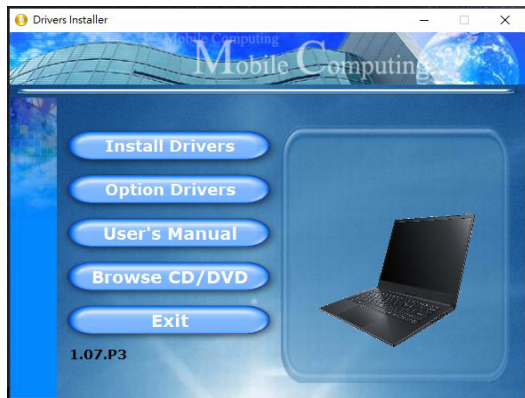 Drivers Installer
Mobile Computing
Mobile Computing
Install Drivers
Option Drivers
User's Manual
Browse CD/DVD
Exit
1.07.P3